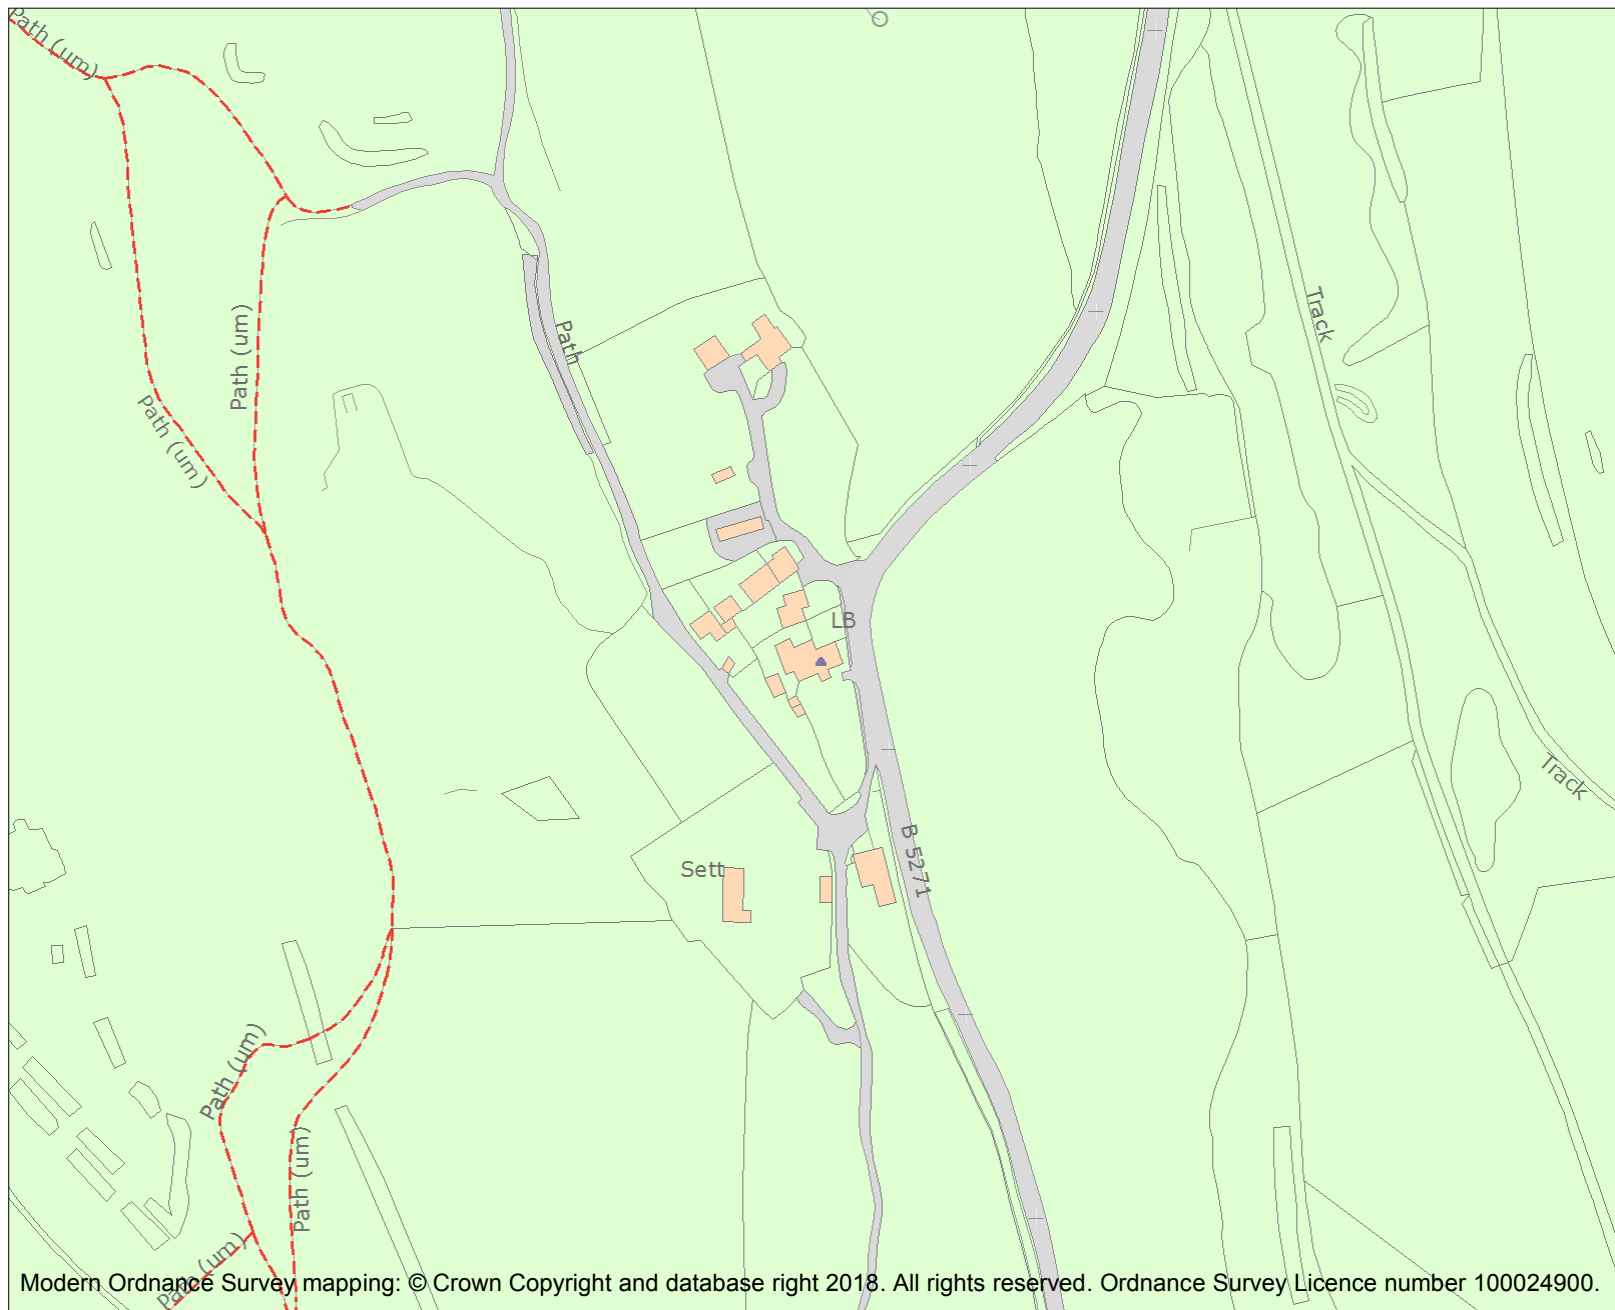 Path (um)
Track
Path
Path (um)
Path (um)
LB
Track
B 5271
Sett
Path (um)
Path (um)
Path (um)
Modern Ordnance Survey mapping: © Crown Copyright and database right 2018. All rights reserved. Ordnance Survey Licence number 100024900.